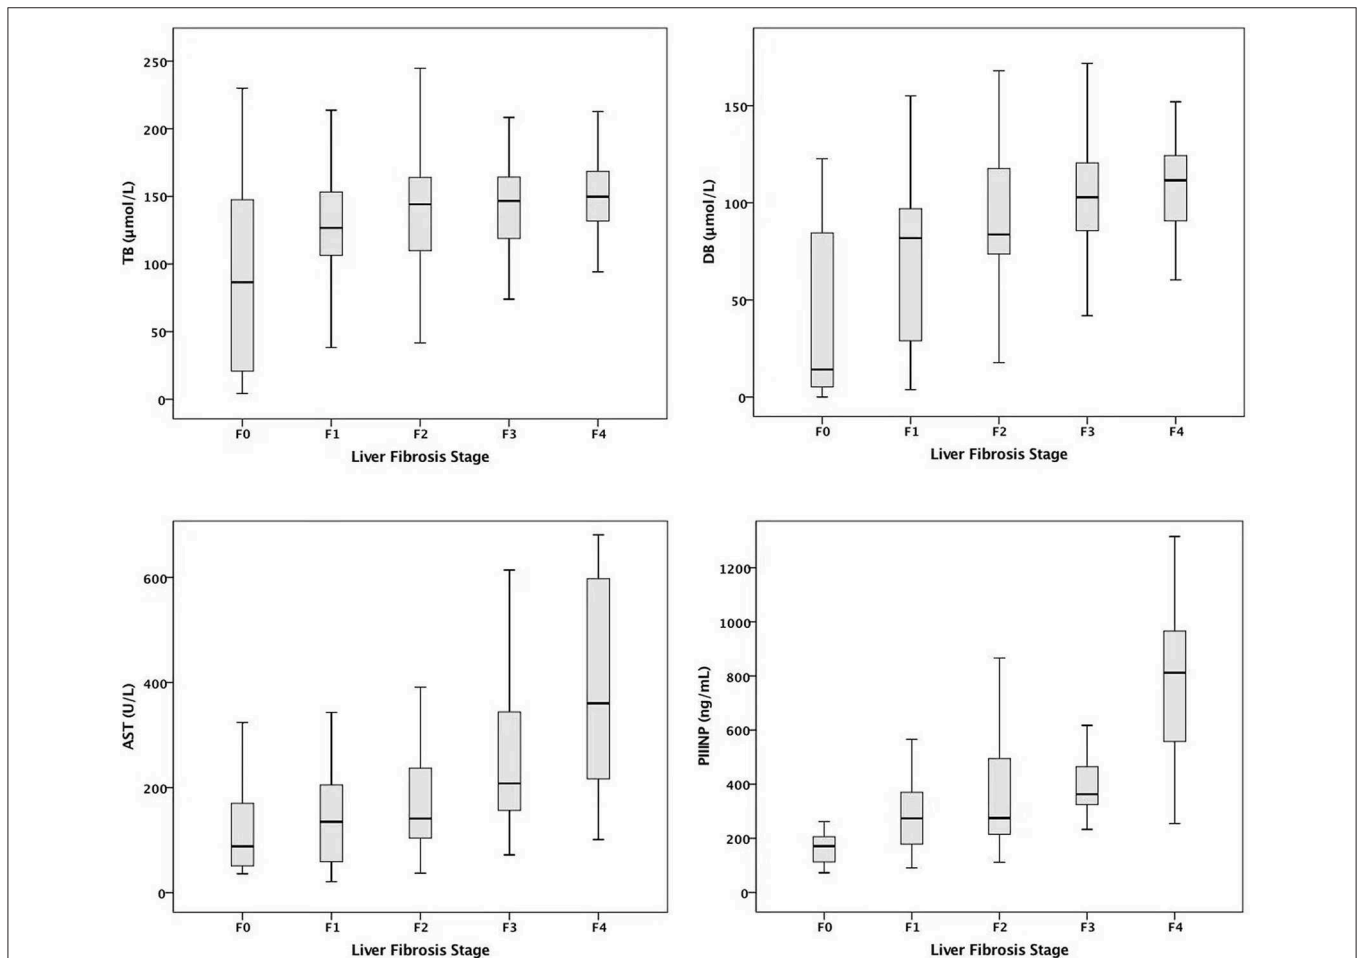 TB (μmol/L)
250
200
150
100
50
0
F0 F1 F2 F3 F4
Liver Fibrosis Stage
DB (μmol/L)
150
100
50
0
F0 F1 F2 F3 F4
Liver Fibrosis Stage
AST (U/L)
600
400
200
0
F0 F1 F2 F3 F4
Liver Fibrosis Stage
PIIINP (ng/mL)
1200
1000
800
600
400
200
0
F0 F1 F2 F3 F4
Liver Fibrosis Stage